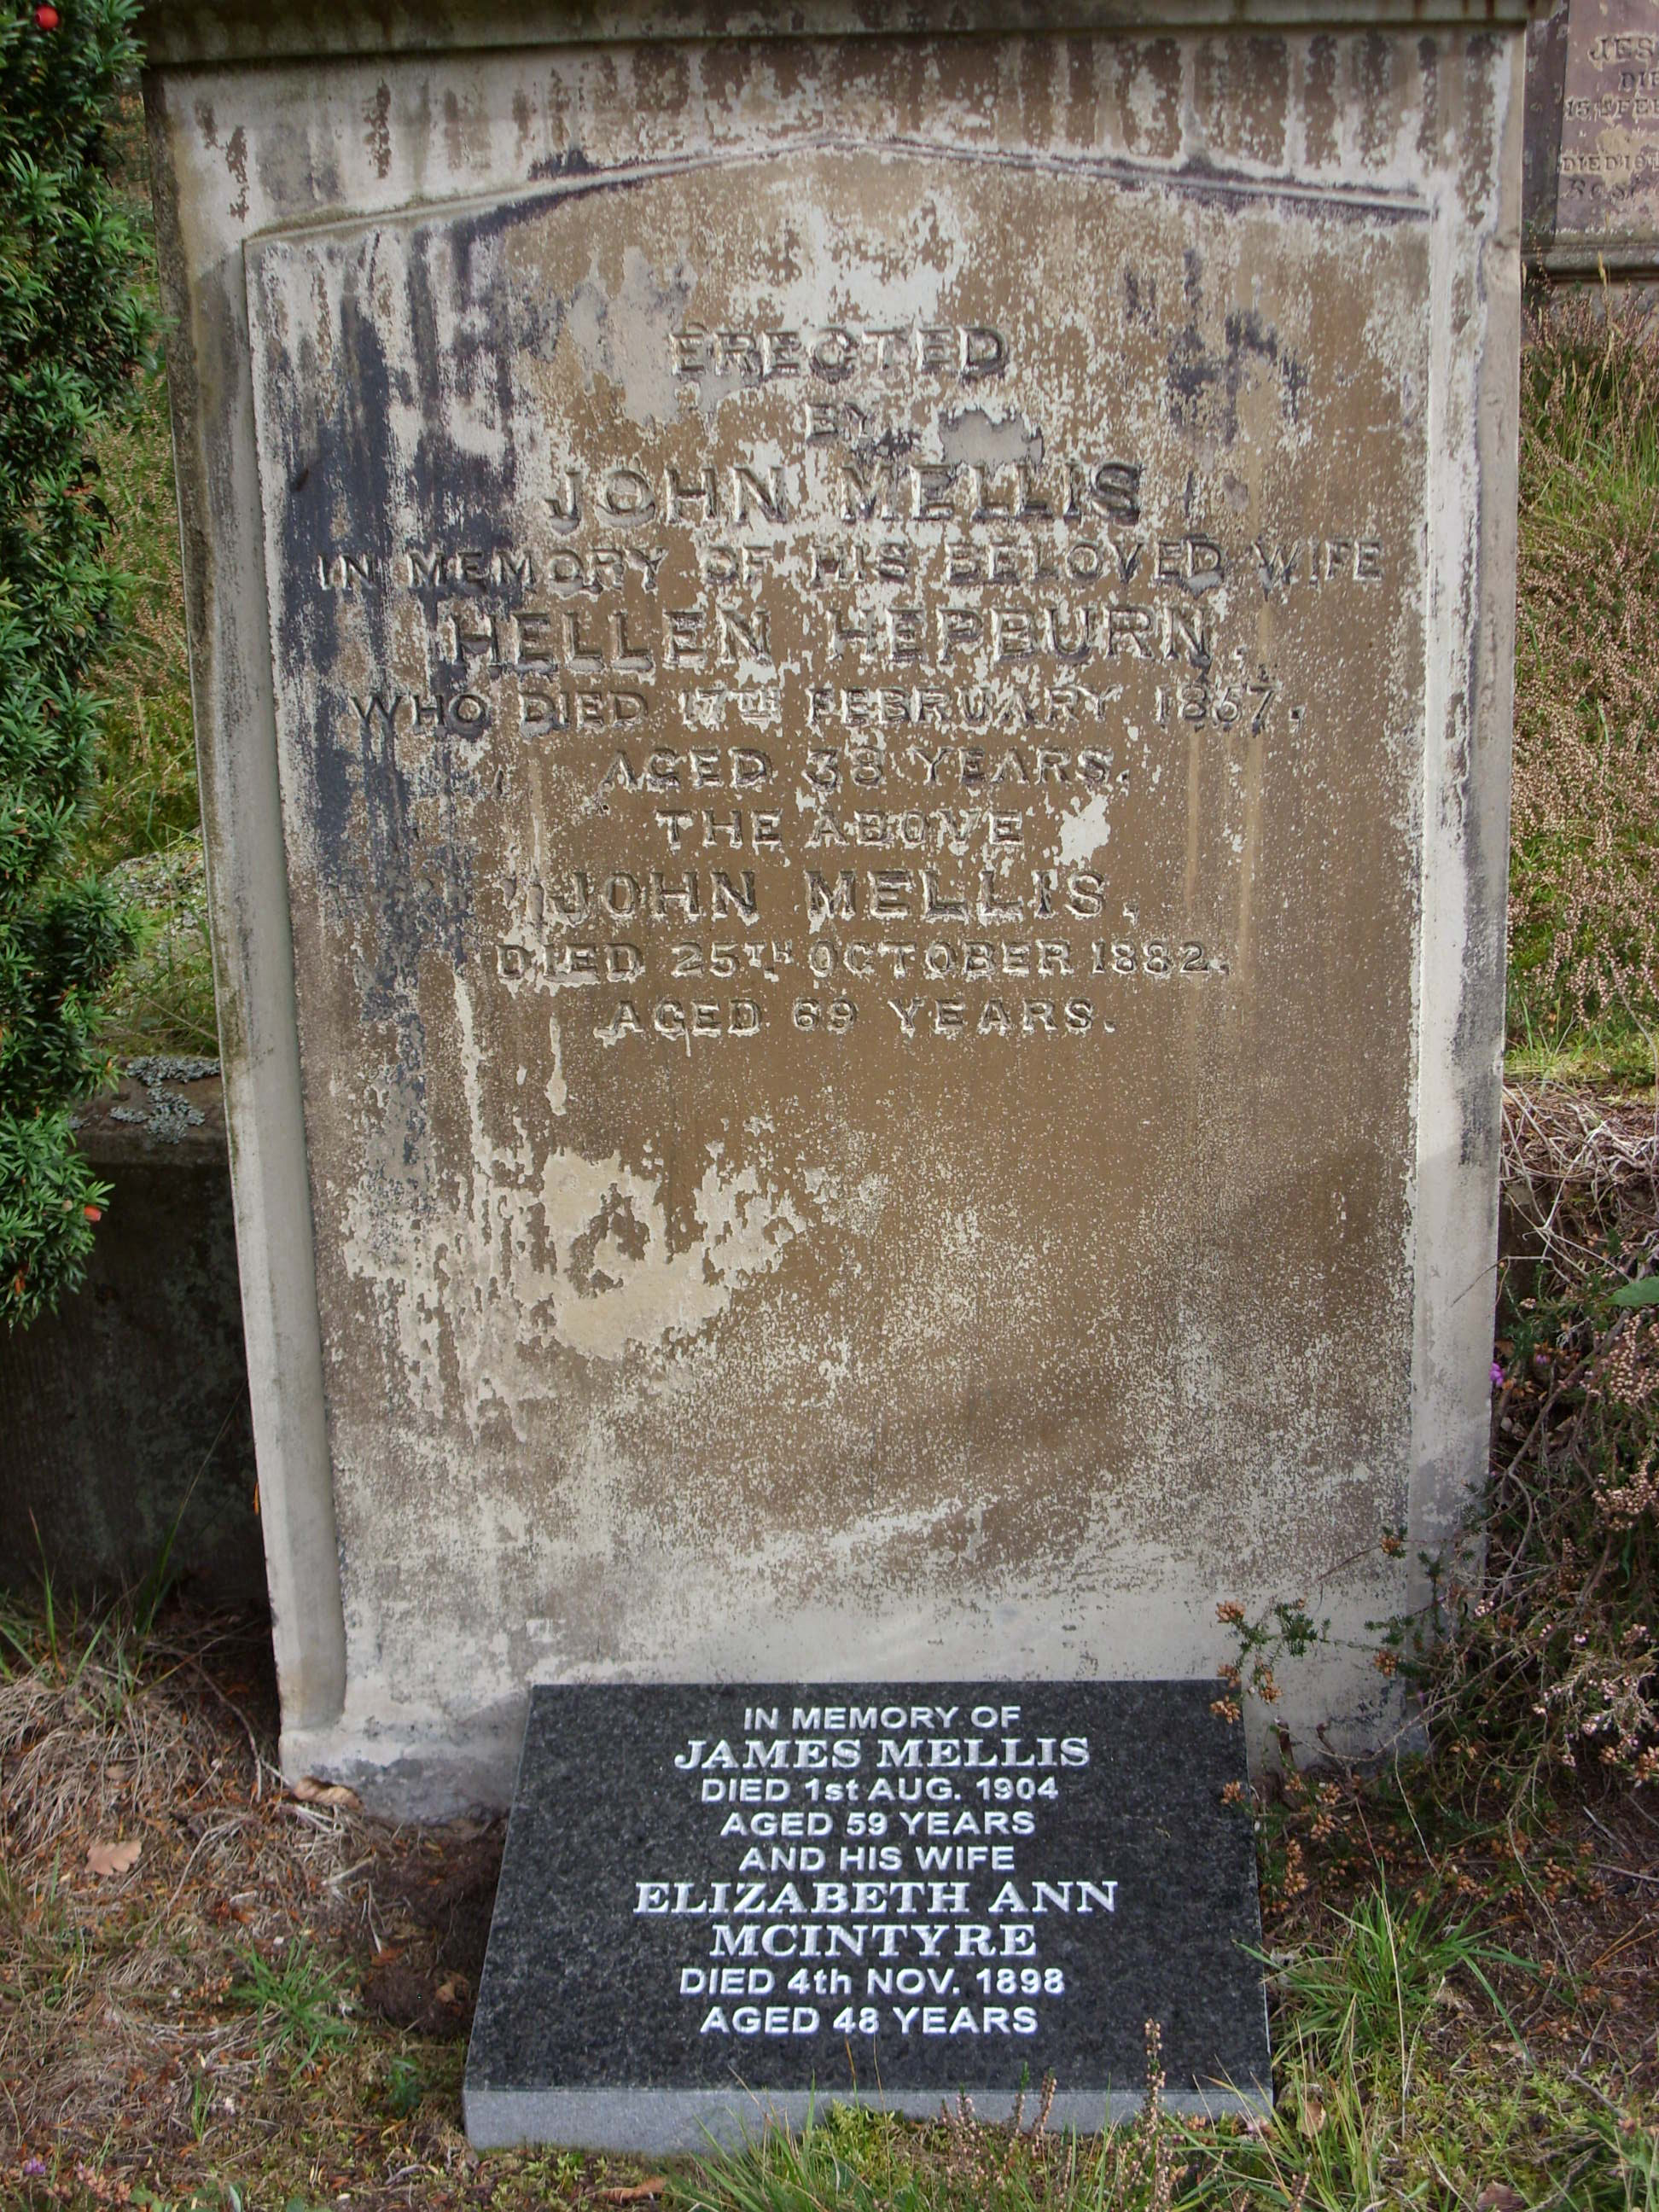 ERECTED
BY
JOHN MELLIS
IN MEMORY OF HIS BELOVED WIFE
HELLEN HEPBURN,
WHO DIED 17TH FEBRUARY 1867.
AGED 38 YEARS.
THE ABOVE
JOHN MELLIS,
DIED 25TH OCTOBER 1882.
AGED 69 YEARS.
IN MEMORY OF
JAMES MELLIS
DIED 1st AUG. 1904
AGED 59 YEARS
AND HIS WIFE
ELIZABETH ANN
MCINTYRE
DIED 4th NOV. 1898
AGED 48 YEARS